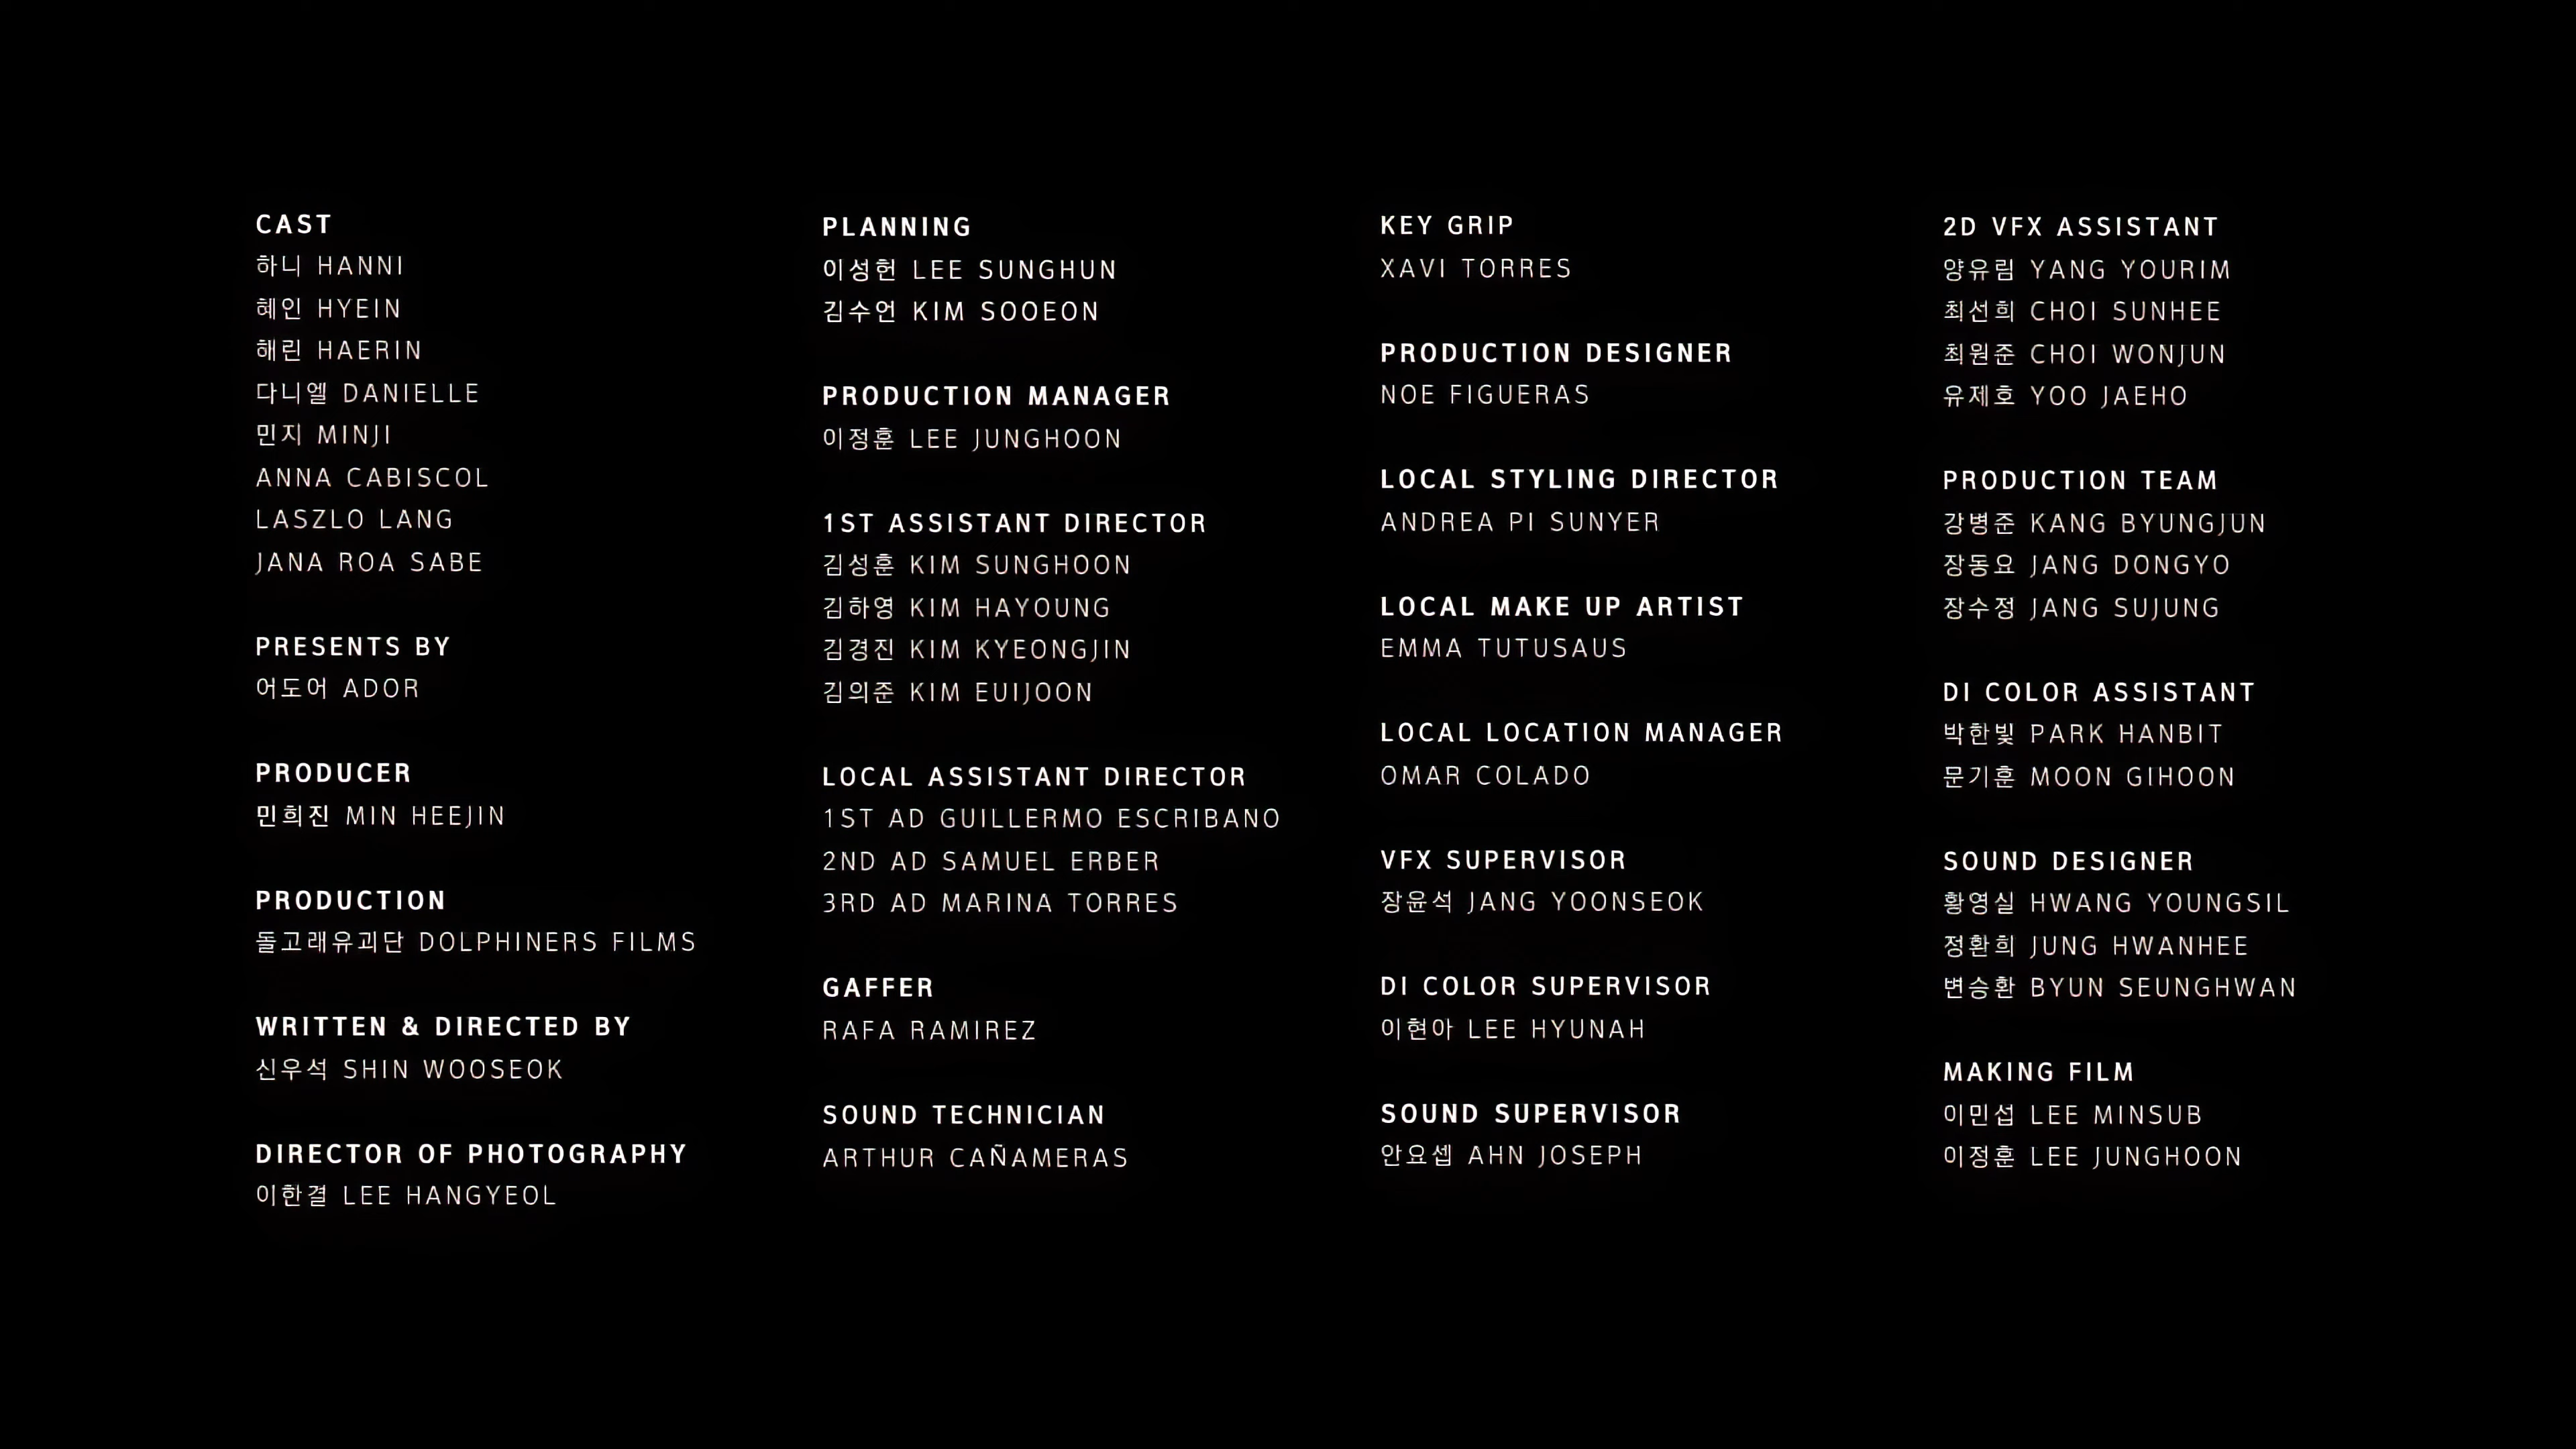 CAST
하니 HANNI
혜인 HYEIN
해린 HAERIN
다니엘 DANIELLE
민지 MINJI
ANNA CABISCOL
LASZLO LANG
JANA ROA SABE
PRESENTS BY
어도어 ADOR
PRODUCER
민희진 MIN HEEJIN
PRODUCTION
돌고래유괴단 DOLPHINERS FILMS
WRITTEN & DIRECTED BY
신우석 SHIN WOOSEOK
DIRECTOR OF PHOTOGRAPHY
이한결 LEE HANGYEOL
PLANNING
이성헌 LEE SUNGHUN
김수언 KIM SOOEON
PRODUCTION MANAGER
이정훈 LEE JUNGHOON
1ST ASSISTANT DIRECTOR
김성훈 KIM SUNGHOON
김하영 KIM HAYOUNG
김경진 KIM KYEONGJIN
김의준 KIM EUIJOON
LOCAL ASSISTANT DIRECTOR
1ST AD GUILLERMO ESCRIBANO
2ND AD SAMUEL ERBER
3RD AD MARINA TORRES
GAFFER
RAFA RAMIREZ
SOUND TECHNICIAN
ARTHUR CAÑAMERAS
KEY GRIP
XAVI TORRES
PRODUCTION DESIGNER
NOE FIGUERAS
LOCAL STYLING DIRECTOR
ANDREA PI SUNYER
LOCAL MAKE UP ARTIST
EMMA TUTUSAUS
LOCAL LOCATION MANAGER
OMAR COLADO
VFX SUPERVISOR
장윤석 JANG YOONSEOK
DI COLOR SUPERVISOR
이현아 LEE HYUNAH
SOUND SUPERVISOR
안요셉 AHN JOSEPH
2D VFX ASSISTANT
양유림 YANG YOURIM
최선희 CHOI SUNHEE
최원준 CHOI WONJUN
유제호 YOO JAEHO
PRODUCTION TEAM
강병준 KANG BYUNGJUN
장동요 JANG DONGYO
장수정 JANG SUJUNG
DI COLOR ASSISTANT
박한빛 PARK HANBIT
문기훈 MOON GIHOON
SOUND DESIGNER
황영실 HWANG YOUNGSIL
정환희 JUNG HWANHEE
변승환 BYUN SEUNGHWAN
MAKING FILM
이민섭 LEE MINSUB
이정훈 LEE JUNGHOON